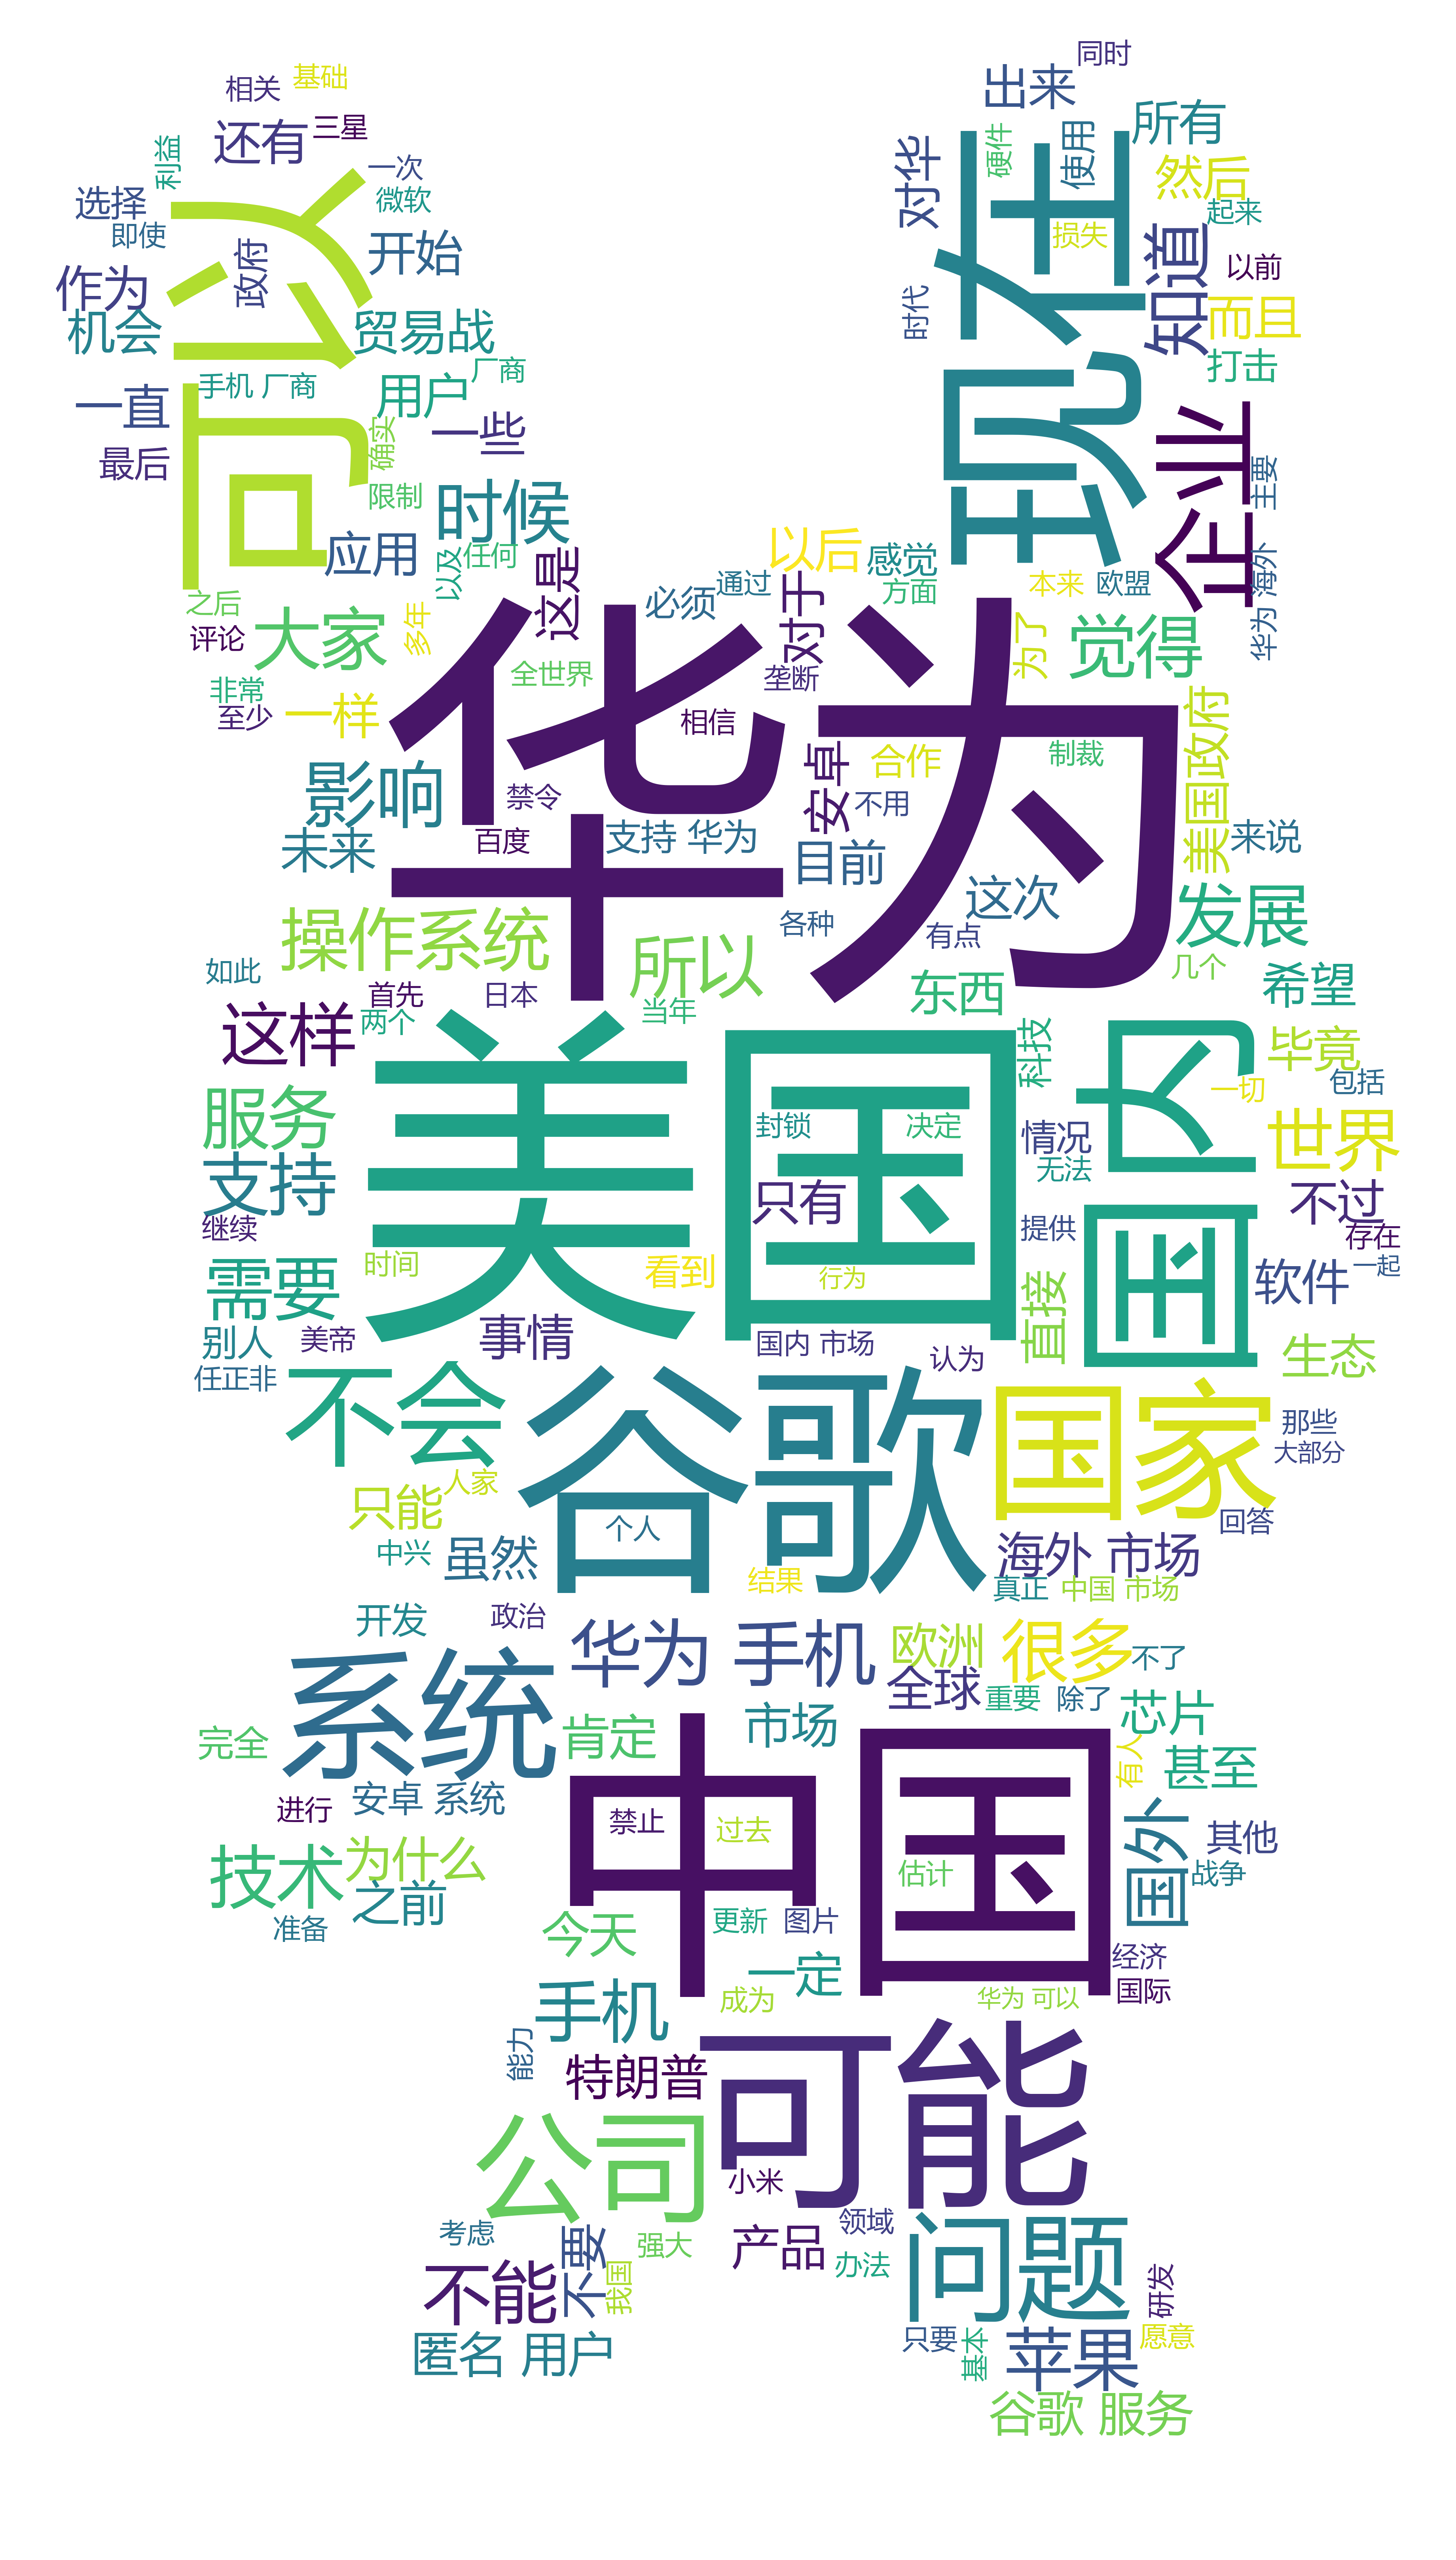 同时
基础
相关
出来
三星
还有
所有
利益
硬件
使用
对华
一次
然后
选择
微软
起来
可以
现在
即使
损失
开始
政府
知道
以前
作为
机会
贸易战
时代
而且
厂商
打击
手机 厂商
用户
一直
一些
确实
企业
最后
主要
限制
时候
应用
以后
以及
任何
感觉
这是
通过
本来
欧盟
方面
华为 海外
之后
必须
对于
评论
大家
多年
为了
觉得
华为
全世界
垄断
非常
至少
一样
相信
美国政府
影响
安卓
合作
制裁
禁令
不用
未来
百度
支持 华为
目前
来说
这次
发展
操作系统
所以
各种
有点
几个
如此
首先
日本
东西
希望
这样
两个
当年
科技
毕竟
美国
国内
一切
包括
服务
封锁
决定
情况
世界
支持
无法
只有
不过
继续
提供
存在
时间
看到
行为
软件
一起
需要
直接
别人
美帝
事情
国内 市场
认为
生态
任正非
不会
谷歌
国家
那些
大部分
人家
只能
个人
回答
中兴
虽然
海外 市场
结果
真正
中国 市场
开发
政治
华为 手机
欧洲
很多
不了
系统
全球
重要
除了
完全
肯定
市场
芯片
有人
甚至
安卓 系统
进行
中国
禁止
过去
国外
其他
技术
为什么
估计
战争
之前
准备
今天
更新
图片
经济
一定
国际
成为
华为 可以
手机
能力
特朗普
可能
公司
小米
考虑
强大
产品
领域
问题
办法
不能
不要
我国
研发
匿名 用户
只要
基本
苹果
愿意
谷歌 服务